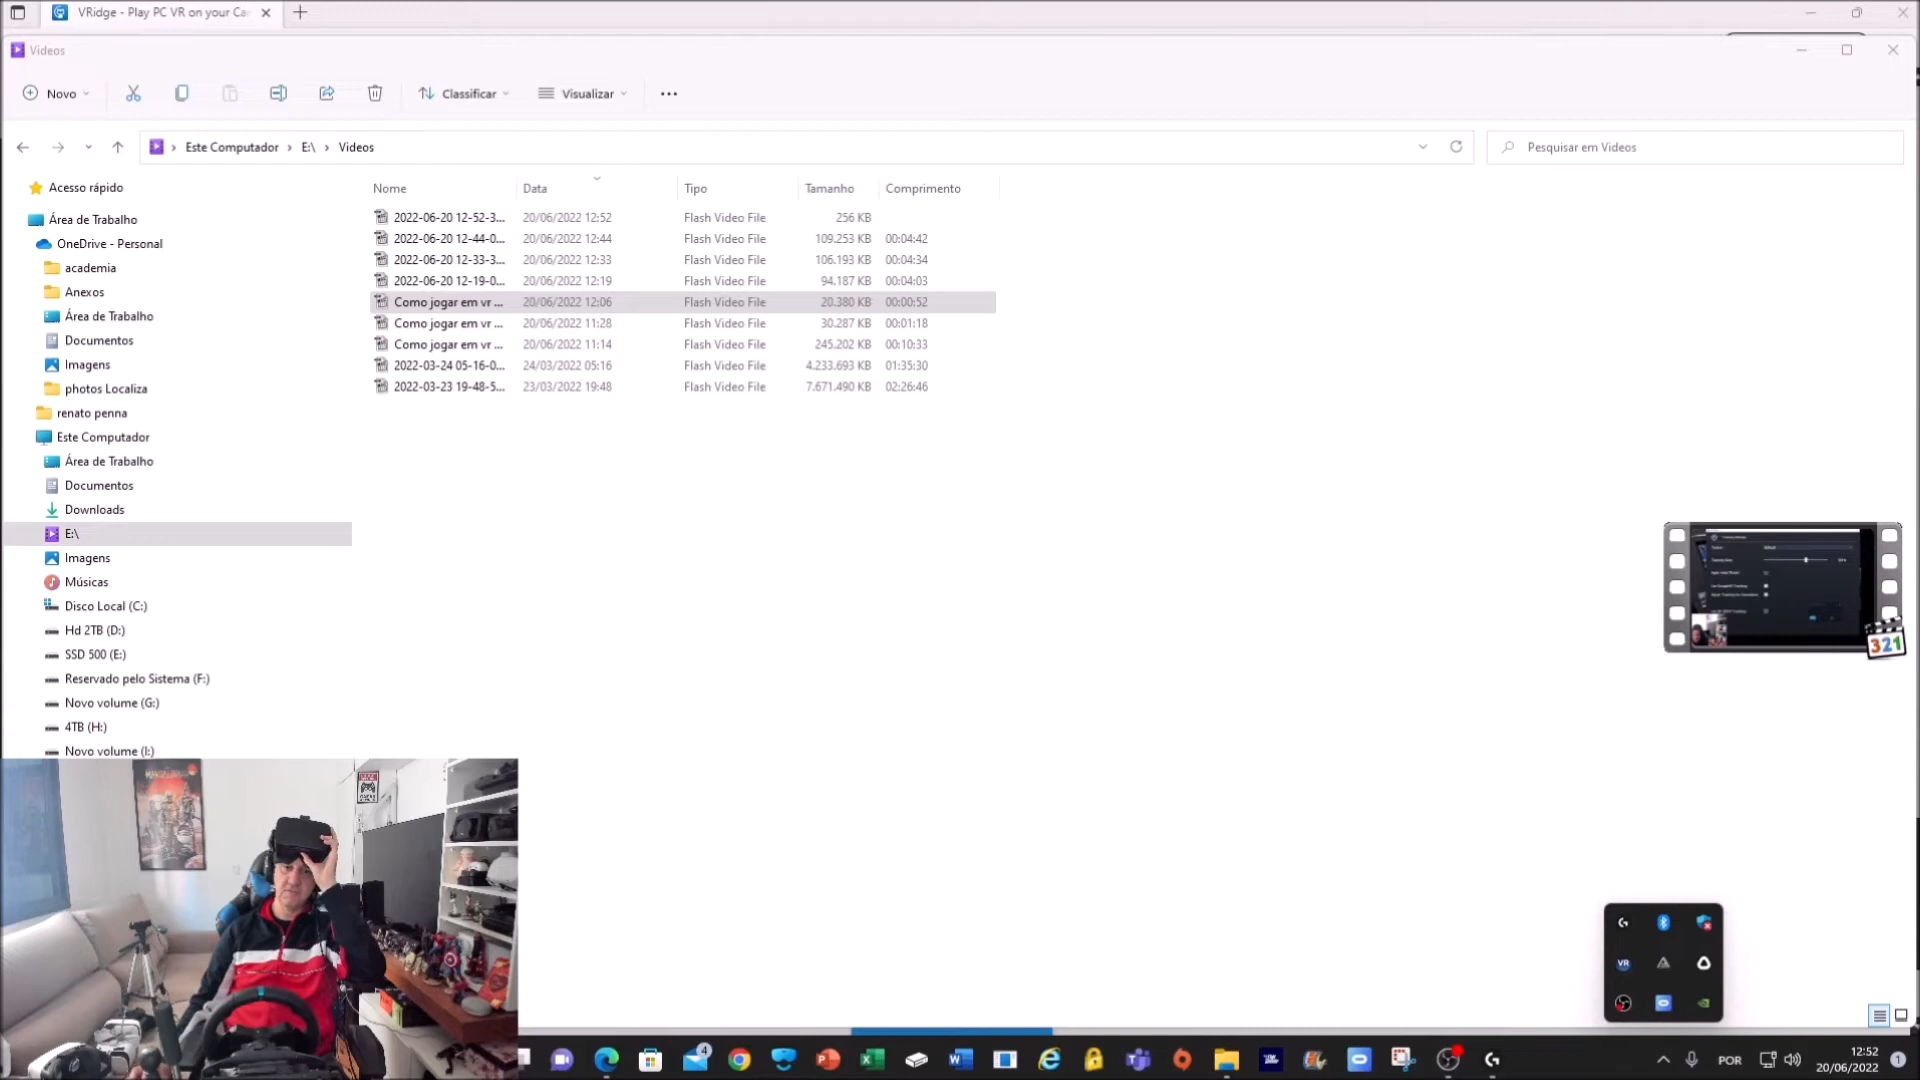 VRidge - Play PC VR on your Ca
Videos
Novo
Classificar
Visualizar
Este Computador > E:\ > Videos
Pesquisar em Videos
Acesso rápido
Área de Trabalho
OneDrive - Personal
academia
Anexos
Área de Trabalho
Documentos
Imagens
photos Localiza
renato penna
Este Computador
Área de Trabalho
Documentos
Downloads
E:\
Imagens
Músicas
Disco Local (C:)
Hd 2TB (D:)
SSD 500 (E:)
Reservado pelo Sistema (F:)
Novo volume (G:)
4TB (H:)
Novo volume (I:)
Nome Data Tipo Tamanho Comprimento
2022-06-20 12-52-3... 20/06/2022 12:52 Flash Video File 256 KB
2022-06-20 12-44-0... 20/06/2022 12:44 Flash Video File 109.253 KB 00:04:42
2022-06-20 12-33-3... 20/06/2022 12:33 Flash Video File 106.193 KB 00:04:34
2022-06-20 12-19-0... 20/06/2022 12:19 Flash Video File 94.187 KB 00:04:03
Como jogar em vr ... 20/06/2022 12:06 Flash Video File 20.380 KB 00:00:52
Como jogar em vr ... 20/06/2022 11:28 Flash Video File 30.287 KB 00:01:18
Como jogar em vr ... 20/06/2022 11:14 Flash Video File 245.202 KB 00:10:33
2022-03-24 05-16-0... 24/03/2022 05:16 Flash Video File 4.233.693 KB 01:35:30
2022-03-23 19-48-5... 23/03/2022 19:48 Flash Video File 7.671.490 KB 02:26:46
321
VR
4
POR
12:52
20/06/2022
1